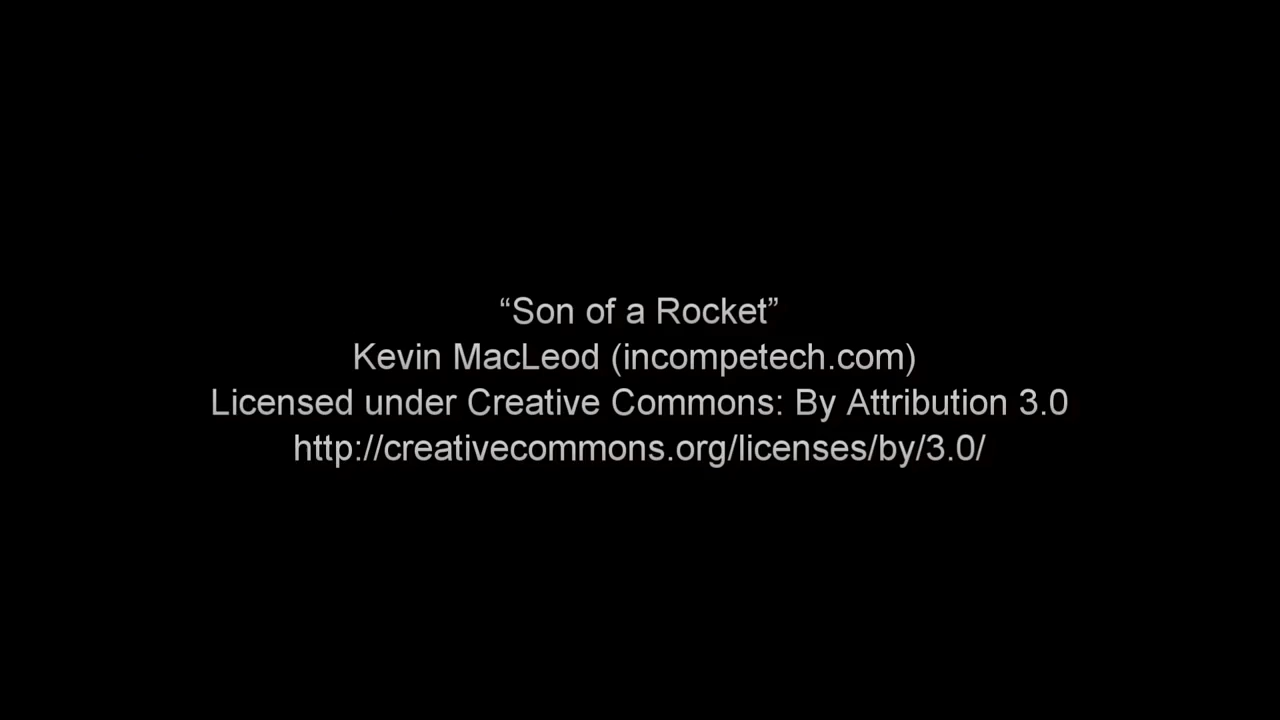 “Son of a Rocket”
Kevin MacLeod (incompetech.com)
Licensed under Creative Commons: By Attribution 3.0
http://creativecommons.org/licenses/by/3.0/